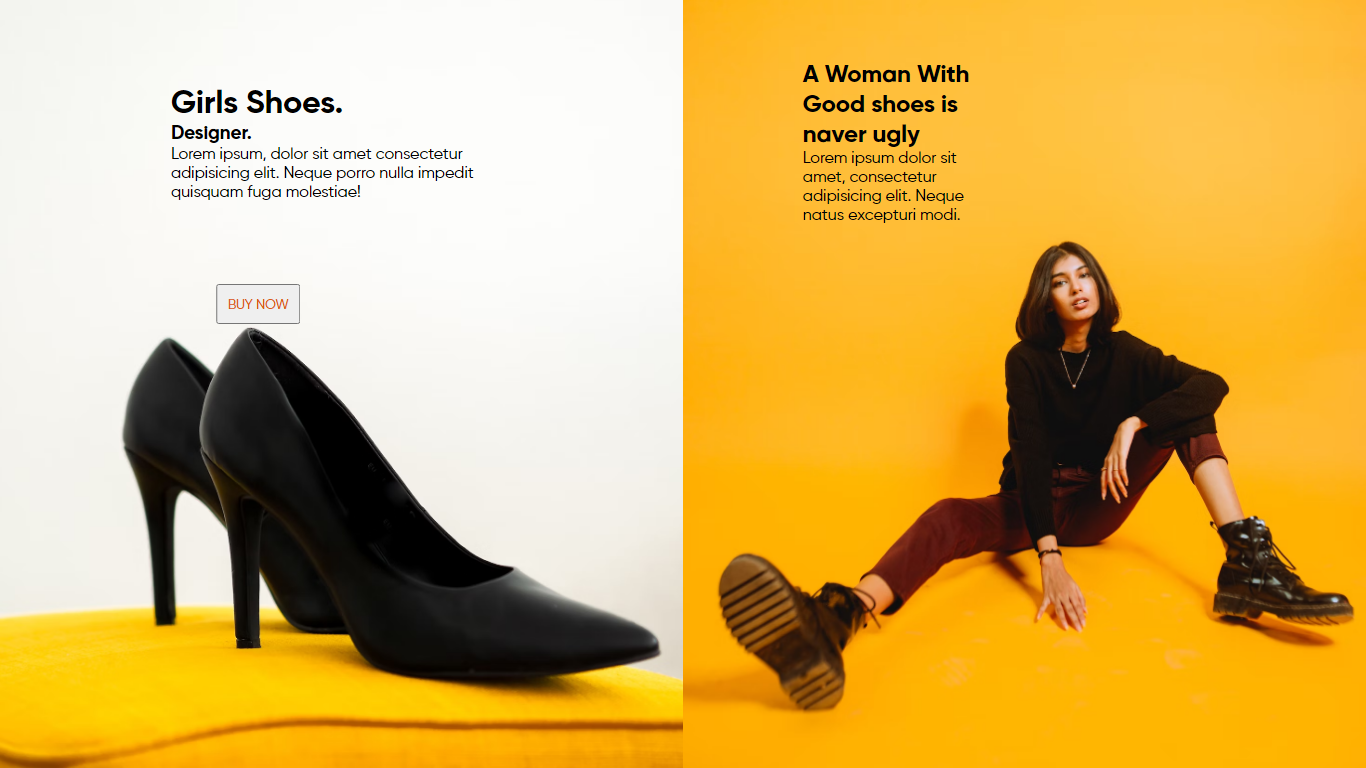 Girls Shoes.
Designer.
Lorem ipsum, dolor sit amet consectetur
adipisicing elit. Neque porro nulla impedit
quisquam fuga molestiae!
BUY NOW
A Woman With
Good shoes is
naver ugly
Lorem ipsum dolor sit
amet, consectetur
adipisicing elit. Neque
natus excepturi modi.